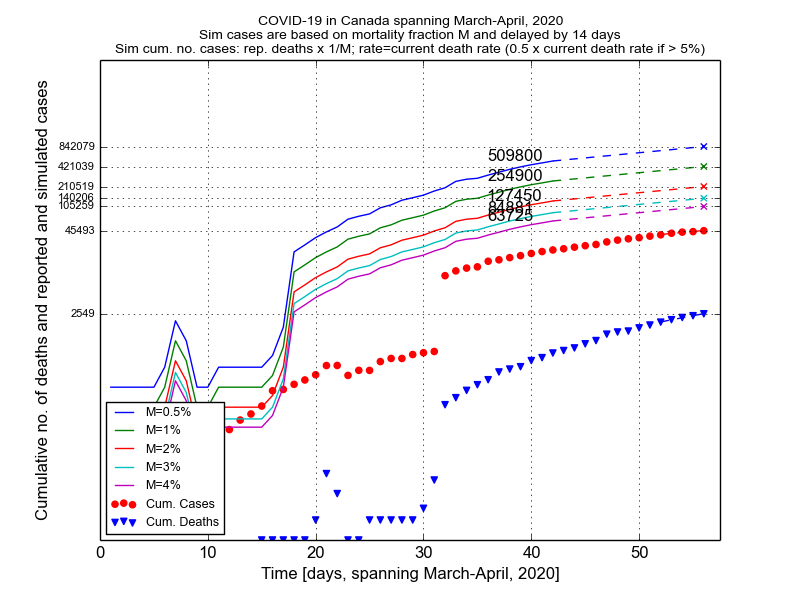 COVID-19 in Canada spanning March-April, 2020
Sim cases are based on mortality fraction M and delayed by 14 days
Sim cum. no. cases: rep. deaths x 1/M; rate=current death rate (0.5 x current death rate if > 5%)
Cumulative no. of deaths and reported and simulated cases
842079
421039
210519
140206
105259
45493
2549
509800
254900
127450
84881
63725
M=0.5%
M=1%
M=2%
M=3%
M=4%
Cum. Cases
Cum. Deaths
0 10 20 30 40 50
Time [days, spanning March-April, 2020]